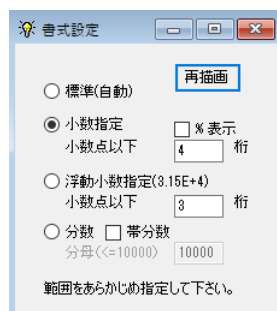 書式設定
再描画
標準(自動)
小数指定
%表示
小数点以下 4 桁
浮動小数指定(3.15E+4)
小数点以下 3 桁
分数 帯分数
分母(<=10000) 10000
範囲をあらかじめ指定して下さい。